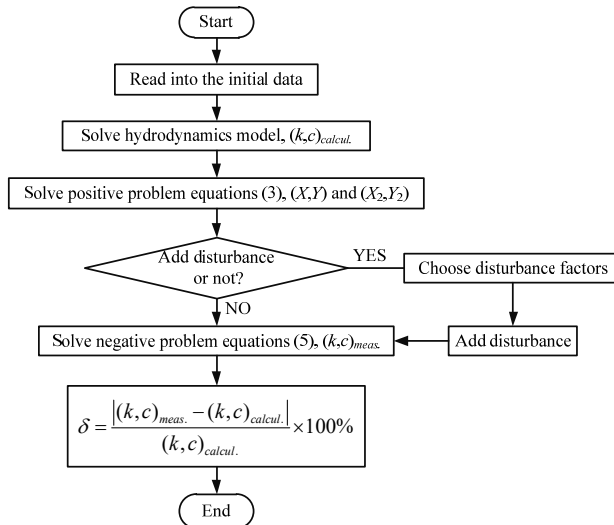 Start
Read into the initial data
Solve hydrodynamics model, (k,c)calcul.
Solve positive problem equations (3), (X,Y) and (X2,Y2)
Add disturbance
or not?
YES
Choose disturbance factors
NO
Solve negative problem equations (5), (k,c)meas.
Add disturbance
δ = |(k,c)meas. − (k,c)calcul.| / (k,c)calcul. ×100%
End